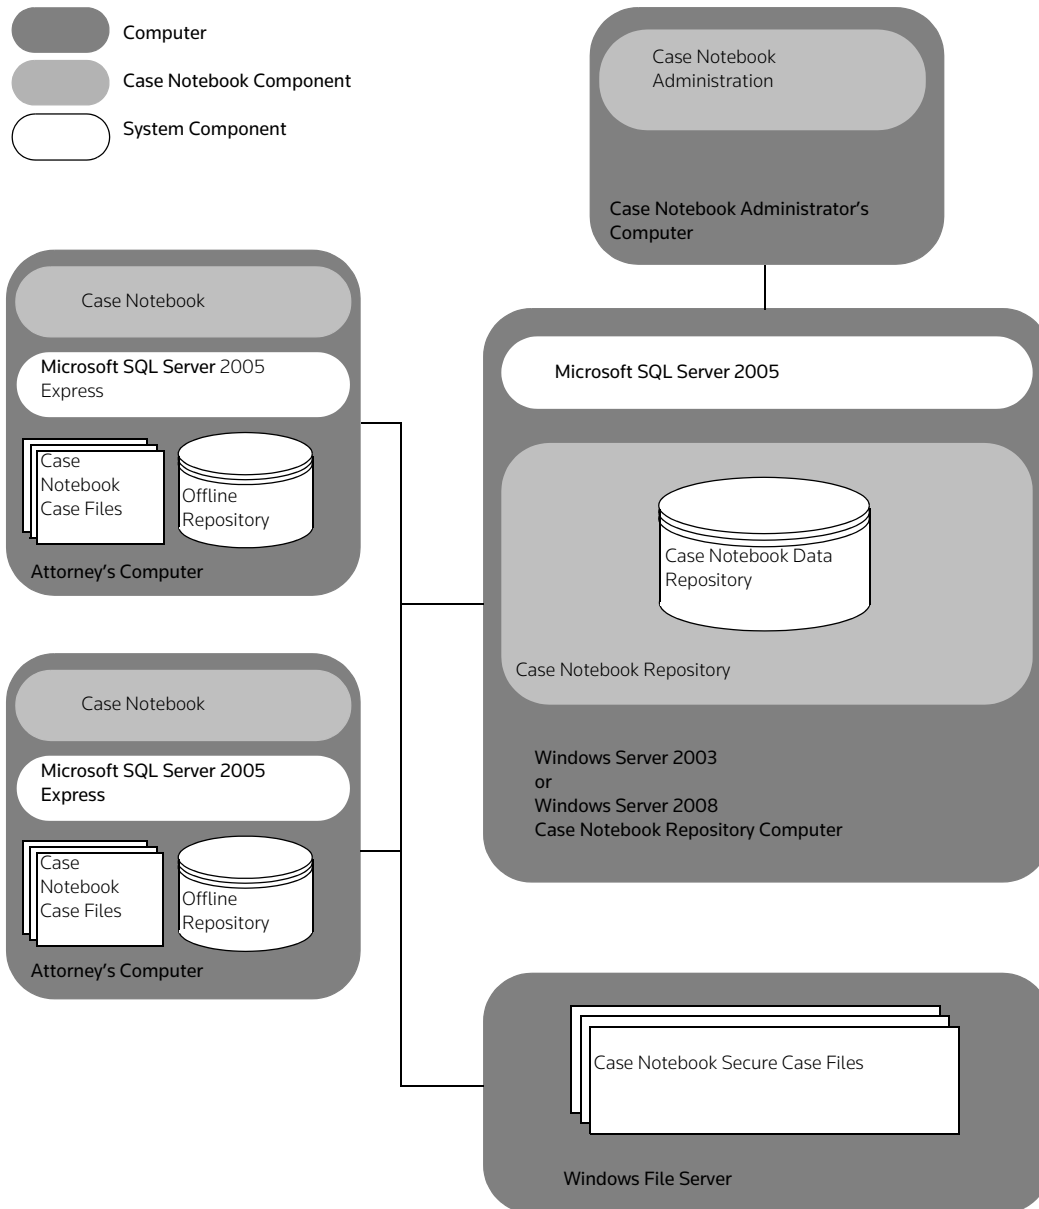 Computer
Case Notebook Component
System Component
Case Notebook
Administration
Case Notebook Administrator's
Computer
Case Notebook
Microsoft SQL Server 2005
Express
Case
Notebook
Case Files
Offline
Repository
Attorney's Computer
Case Notebook
Microsoft SQL Server 2005
Express
Case
Notebook
Case Files
Offline
Repository
Attorney's Computer
Microsoft SQL Server 2005
Case Notebook Data
Repository
Case Notebook Repository
Windows Server 2003
or
Windows Server 2008
Case Notebook Repository Computer
Case Notebook Secure Case Files
Windows File Server